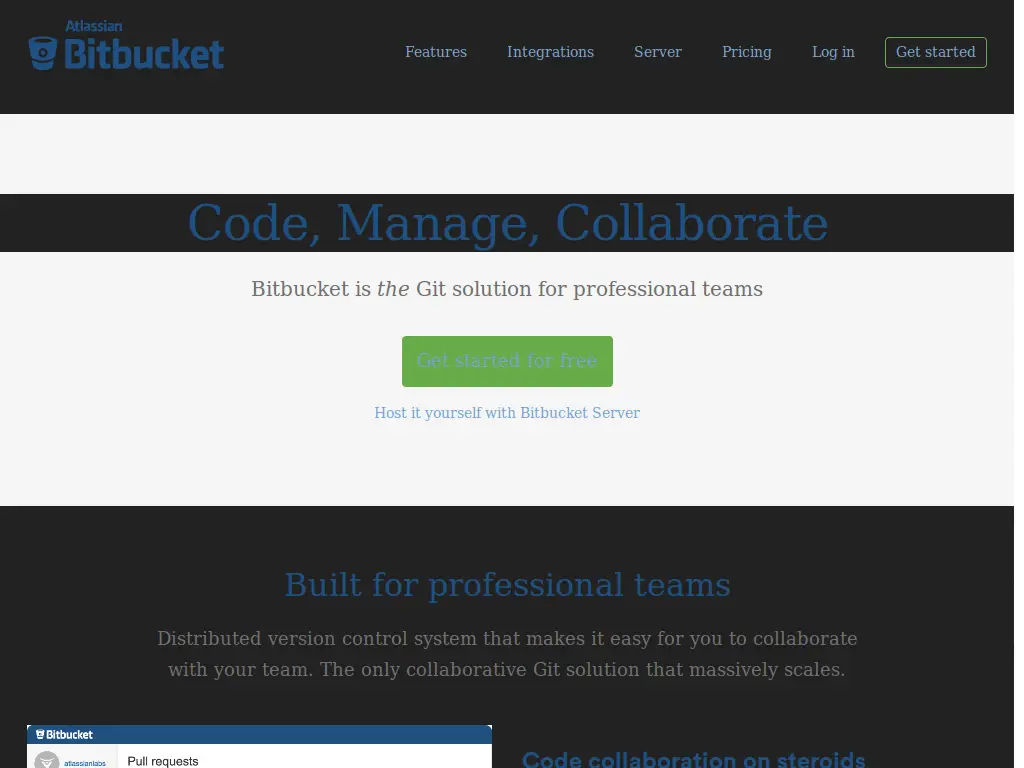 Atlassian
Bitbucket
Features Integrations Server Pricing Log in Get started
Code, Manage, Collaborate
Bitbucket is the Git solution for professional teams
Get started for free
Host it yourself with Bitbucket Server
Built for professional teams
Distributed version control system that makes it easy for you to collaborate
with your team. The only collaborative Git solution that massively scales.
Bitbucket
atlassianlabs
Pull requests
Code collaboration on steroids